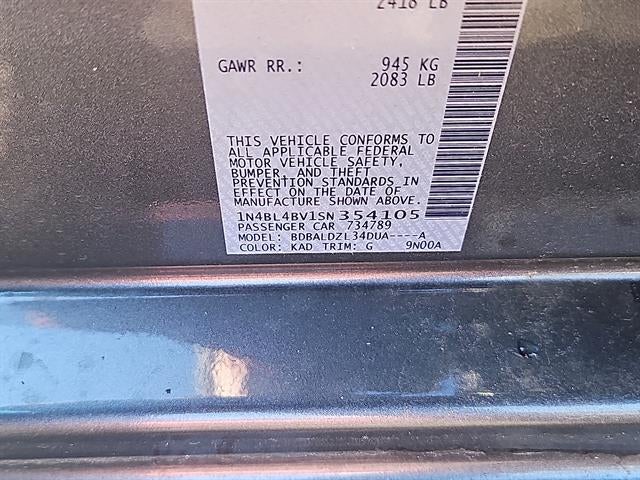 2418 LB
GAWR RR.: 945 KG
2083 LB
THIS VEHICLE CONFORMS TO
ALL APPLICABLE FEDERAL
MOTOR VEHICLE SAFETY,
BUMPER, AND THEFT
PREVENTION STANDARDS IN
EFFECT ON THE DATE OF
MANUFACTURE SHOWN ABOVE.
1N4BL4BV1SN354105
PASSENGER CAR 734789
MODEL: BDBALDZL34DUA----A
COLOR: KAD TRIM: G 9N00A